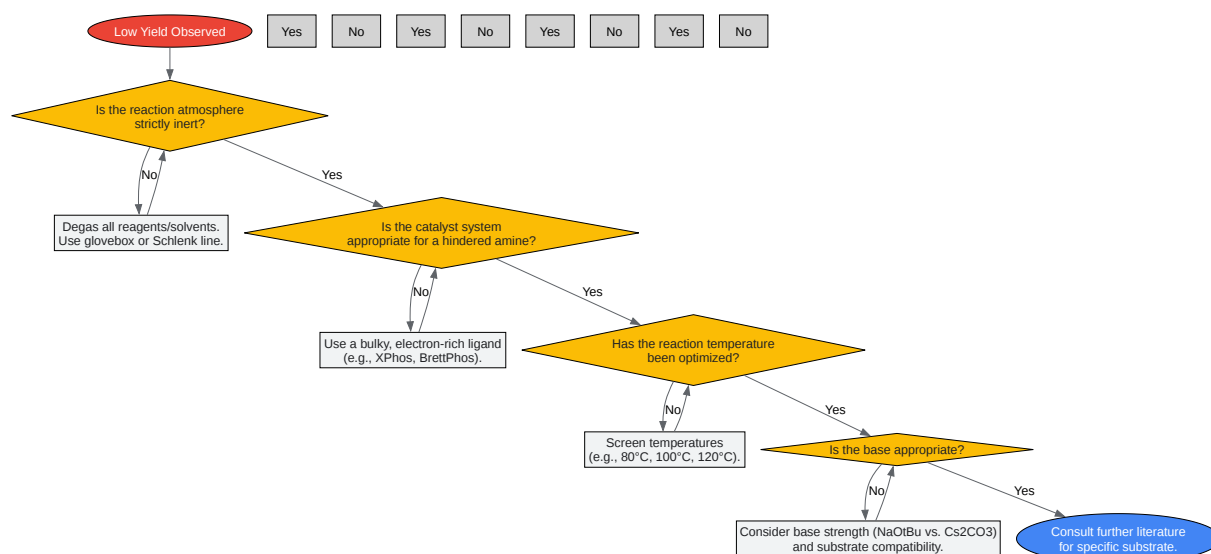 Low Yield Observed
Yes
No
Yes
No
Yes
No
Yes
No
Is the reaction atmosphere
strictly inert?
No
Yes
Degas all reagents/solvents.
Use glovebox or Schlenk line.
Is the catalyst system
appropriate for a hindered amine?
No
Yes
Use a bulky, electron-rich ligand
(e.g., XPhos, BrettPhos).
Has the reaction temperature
been optimized?
No
Yes
Screen temperatures
(e.g., 80°C, 100°C, 120°C).
Is the base appropriate?
No
Yes
Consider base strength (NaOtBu vs. Cs2CO3)
and substrate compatibility.
Consult further literature
for specific substrate.